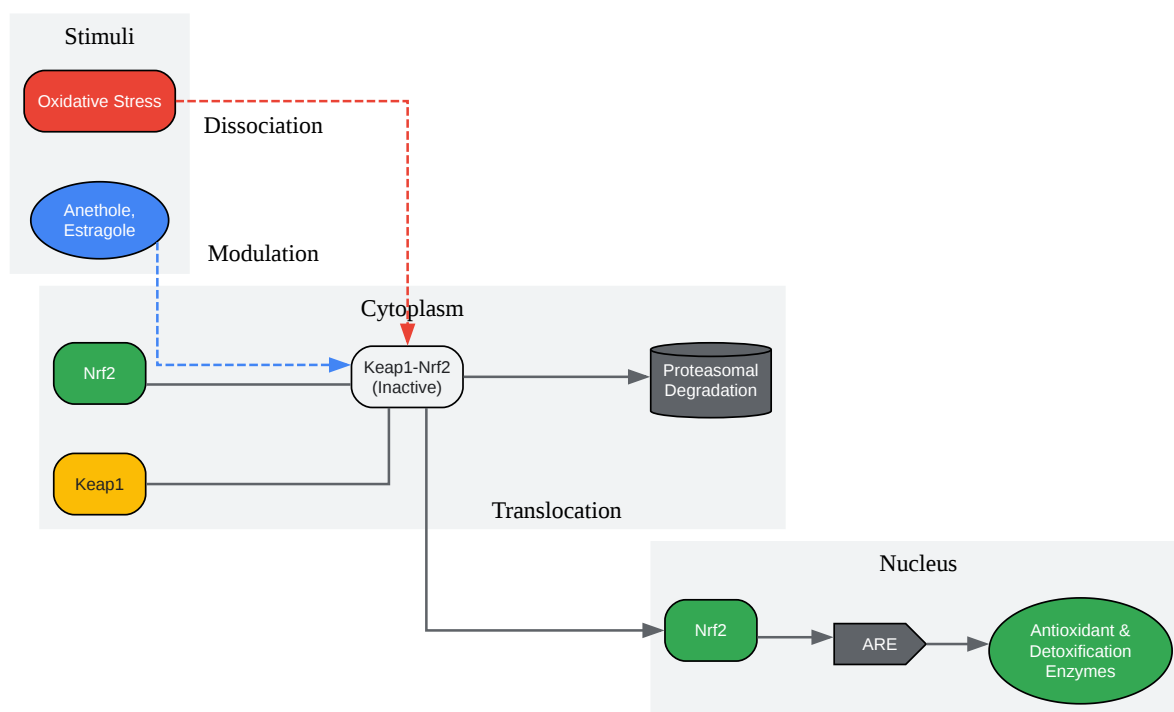 Stimuli
Oxidative Stress
Dissociation
Anethole,
Estragole
Modulation
Cytoplasm
Nrf2
Keap1-Nrf2
(Inactive)
Proteasomal
Degradation
Keap1
Translocation
Nucleus
Nrf2
ARE
Antioxidant &
Detoxification
Enzymes